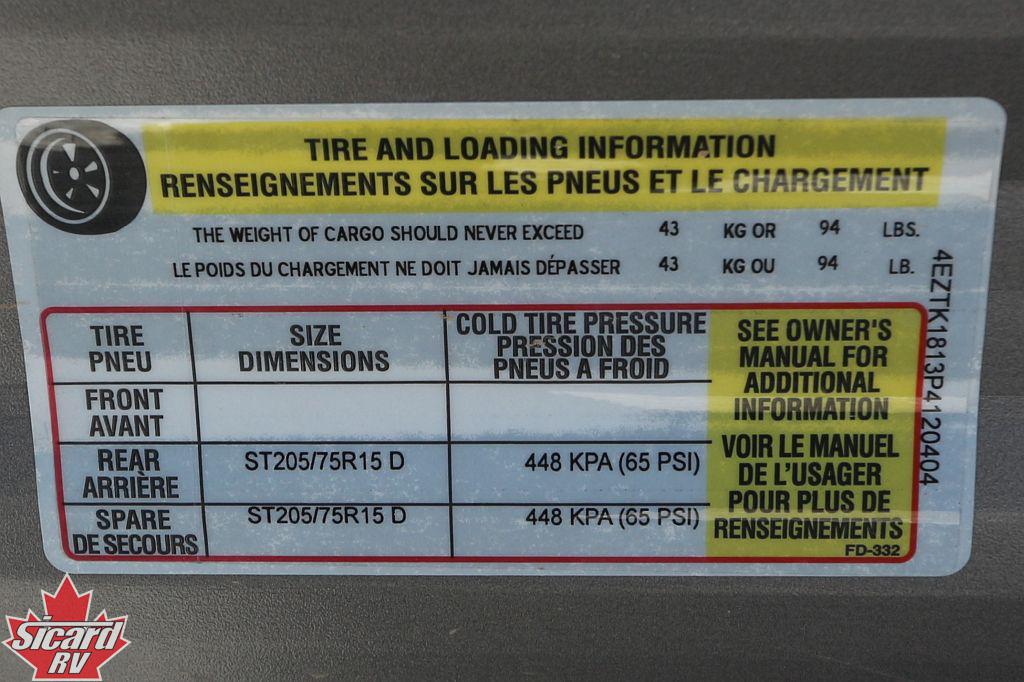 TIRE AND LOADING INFORMATION
RENSEIGNEMENTS SUR LES PNEUS ET LE CHARGEMENT
THE WEIGHT OF CARGO SHOULD NEVER EXCEED 43 KG OR 94 LBS.
LE POIDS DU CHARGEMENT NE DOIT JAMAIS DÉPASSER 43 KG OU 94 LB.
4EZTK1813P4120404
TIRE
PNEU
SIZE
DIMENSIONS
COLD TIRE PRESSURE
PRESSION DES
PNEUS A FROID
FRONT
AVANT
REAR
ARRIÈRE
ST205/75R15 D
448 KPA (65 PSI)
SPARE
DE SECOURS
ST205/75R15 D
448 KPA (65 PSI)
SEE OWNER'S
MANUAL FOR
ADDITIONAL
INFORMATION
VOIR LE MANUEL
DE L'USAGER
POUR PLUS DE
RENSEIGNEMENTS
FD-332
Sicard
RV